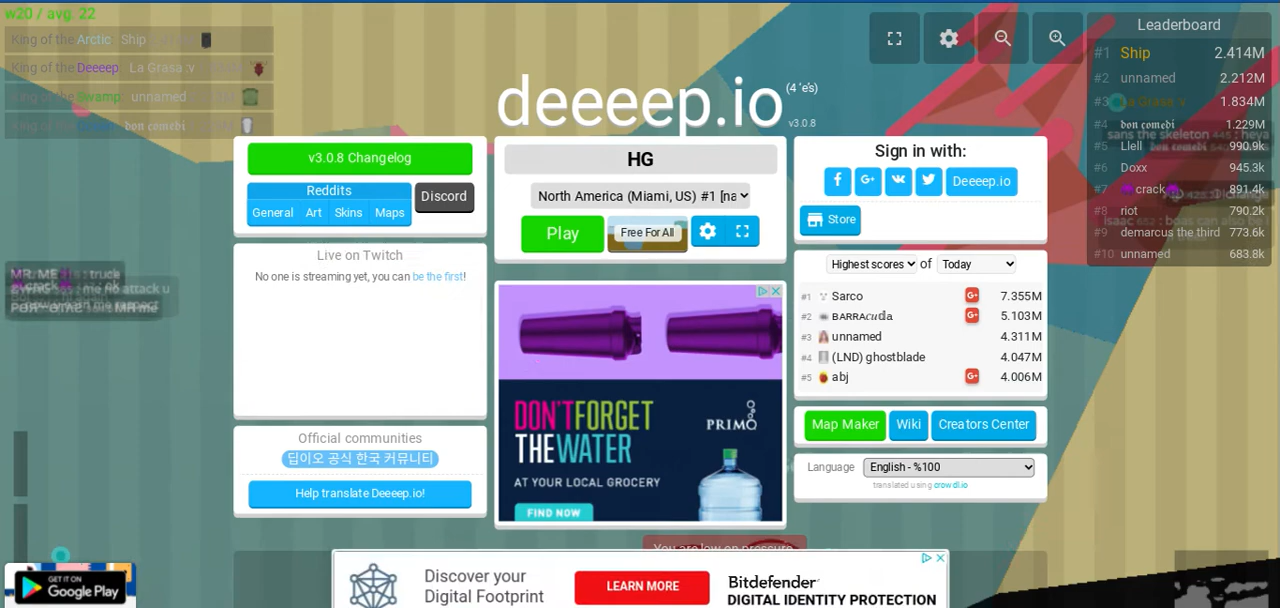 w20 / avg. 22
King of the Arctic: Ship
King of the Deeeep: La Grasa :v
King of the Swamp: unnamed
King of the
deeeep.io
(4 'e's)
v3.0.8
Leaderboard
#1 Ship 2.414M
#2 unnamed 2.212M
#3 La Grasa :v 1.834M
#4 bon comebi 1.229M
#5 Llell 990.9k
#6 Doxx 945.3k
#7 crack 891.4k
#8 riot 790.2k
#9 demarcus the third 773.6k
#10 unnamed 683.8k
v3.0.8 Changelog
Reddits
General Art Skins Maps
Discord
HG
North America (Miami, US) #1 [na
Play
Free For All
Sign in with:
Deeeep.io
Store
Live on Twitch
No one is streaming yet, you can be the first!
Highest scores of Today
#1 Sarco G+ 7.355M
#2 BARRAcuda G+ 5.103M
#3 unnamed 4.311M
#4 (LND) ghostblade 4.047M
#5 abj G+ 4.006M
Map Maker Wiki Creators Center
Language English - %100
translated using crowdl.io
Official communities
딥이오 공식 한국 커뮤니티
Help translate Deeeep.io!
DON'T FORGET
THE WATER
AT YOUR LOCAL GROCERY
FIND NOW
PRIMO
You are low on pressure
GET IT ON
Google Play
Discover your
Digital Footprint
LEARN MORE
Bitdefender
DIGITAL IDENTITY PROTECTION